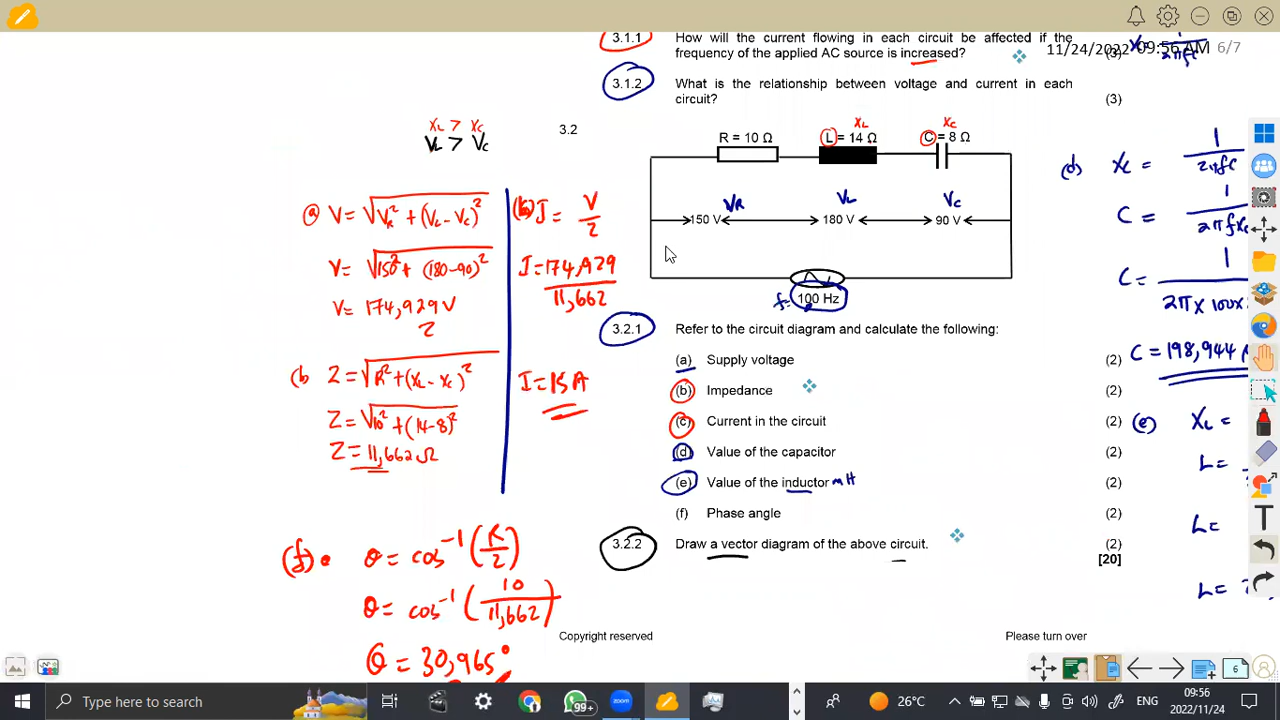 3.1.1 How will the current flowing in each circuit be affected if the
frequency of the applied AC source is increased? (3)
11/24/2022 09:56 AM 6/7
3.1.2 What is the relationship between voltage and current in each
circuit? (3)
3.2
XL > XC
VL > VC
XL
XC
R = 10 Ω
L = 14 Ω
C = 8 Ω
VR
VL
VC
150 V
180 V
90 V
f= 100 Hz
3.2.1 Refer to the circuit diagram and calculate the following:
(a) Supply voltage (2)
(b) Impedance (2)
(c) Current in the circuit (2)
(d) Value of the capacitor (2)
(e) Value of the inductor mH (2)
(f) Phase angle (2)
3.2.2 Draw a vector diagram of the above circuit. (2)
[20]
Copyright reserved
Please turn over
(a) V = √VR² + (VL - VC)²
V = √150² + (180-90)²
V = 174,929 V
Z
(b) Z = √R² + (XL - XC)²
Z = √10² + (14-8)²
Z = 11,662 Ω
(b) I = V/Z
I = 174,929/11,662
I = 15 A
(f) θ = cos⁻¹ (R/Z)
θ = cos⁻¹ (10/11,662)
θ = 30,965°
(d) XC = 1/2πfC
C = 1/2πfXC
C = 1/2π × 100 ×
C = 198,944
(e) XL =
L =
L =
L =
T
6
Type here to search
99+
26°C
ENG
09:56
2022/11/24